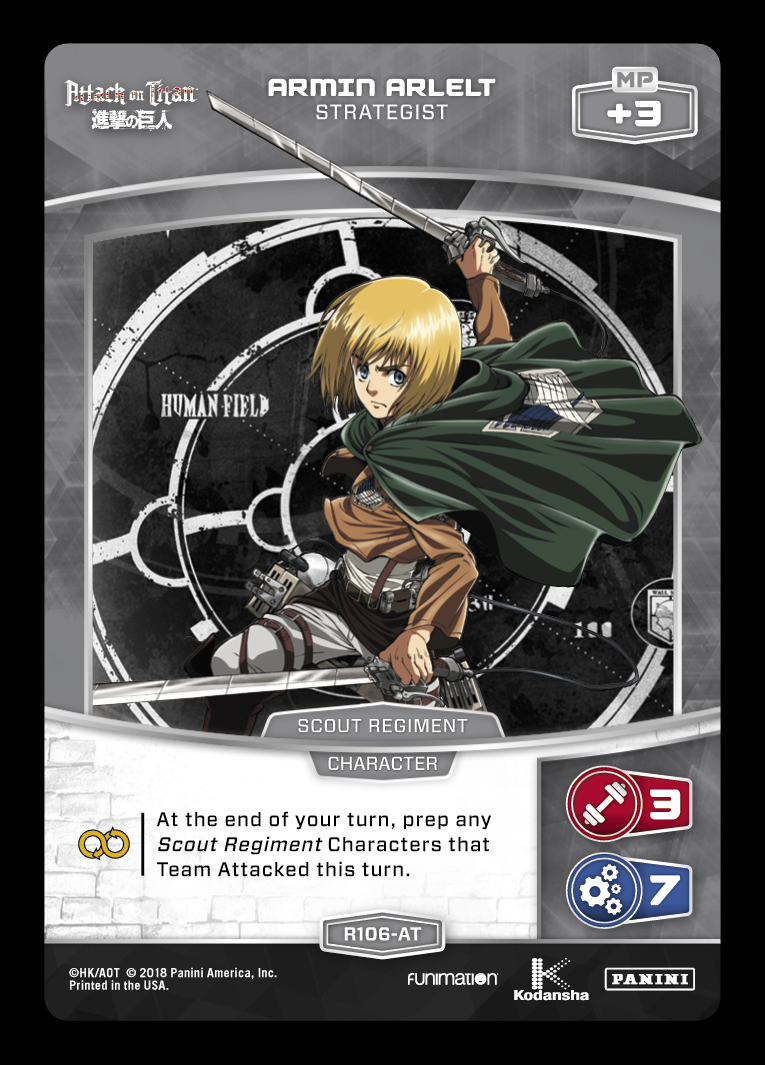 Attack on Titan
進撃の巨人
ARMIN ARLELT
STRATEGIST
MP
+3
HUMAN FIELD
100
SCOUT REGIMENT
CHARACTER
At the end of your turn, prep any
Scout Regiment Characters that
Team Attacked this turn.
3
7
R106-AT
©HK/AOT © 2018 Panini America, Inc.
Printed in the USA.
FUNIMATION
Kodansha
PANINI